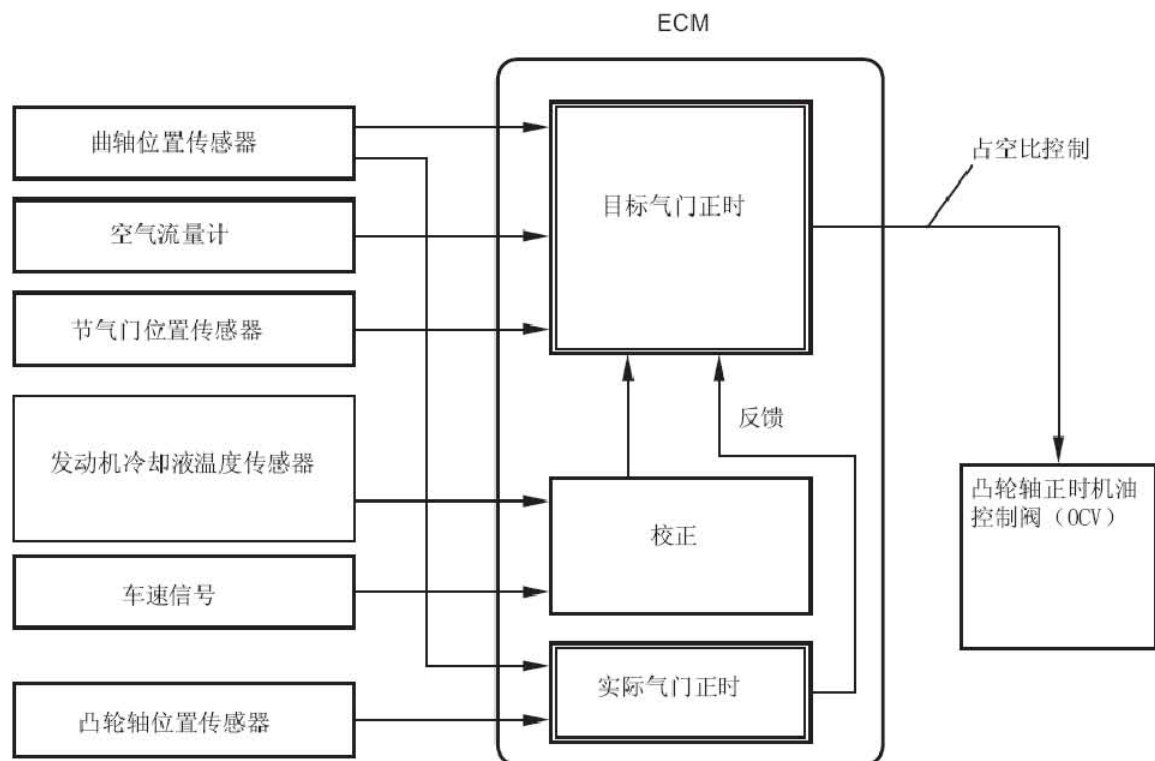 ECM
曲轴位置传感器
空气流量计
节气门位置传感器
发动机冷却液温度传感器
车速信号
凸轮轴位置传感器
目标气门正时
反馈
校正
实际气门正时
占空比控制
凸轮轴正时机油
控制阀（OCV）